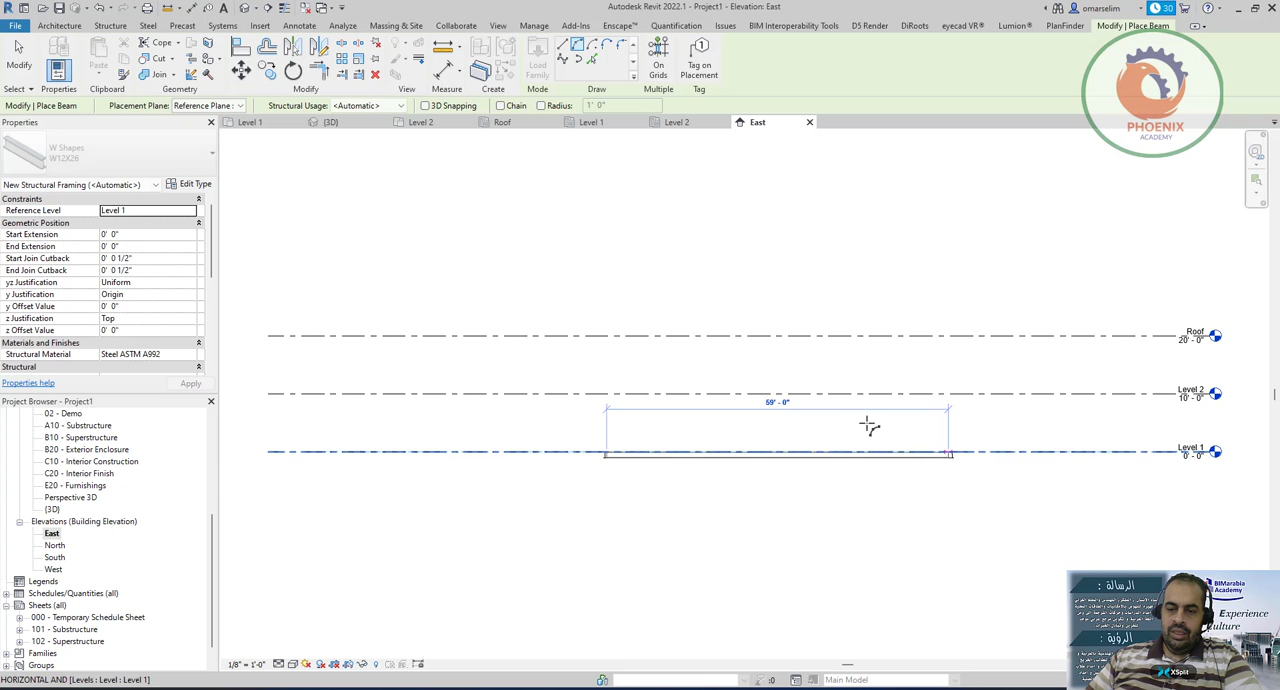 Autodesk Revit 2022.1 - Project1 - Elevation: East
omarselim
30
File Architecture Structure Steel Precast Systems Insert Annotate Massing & Site Collaborate View Manage Add-Ins Enscape™ Quantification Issues BIM Interoperability Tools D5 Render DiRoots eyecad VR® Lumion® PlanFinder Modify | Place Beam
Modify
Paste
Cope
Cut
Join
Load
Family
On
Grids
Tag on
Placement
Select Properties Clipboard Geometry Modify View Measure Create Mode Draw Multiple Tag
PHOENIX
ACADEMY
Modify | Place Beam Placement Plane: Reference Plane : Structural Usage: <Automatic> 3D Snapping Chain Radius: 1' 0"
Properties
Level 1 {3D} Level 2 Roof Level 1 Level 2 East
W Shapes
W12X26
New Structural Framing (<Automatic>) Edit Type
Constraints
Reference Level Level 1
Geometric Position
Start Extension 0' 0"
End Extension 0' 0"
Start Join Cutback 0' 0 1/2"
End Join Cutback 0' 0 1/2"
yz Justification Uniform
y Justification Origin
y Offset Value 0' 0"
z Justification Top
z Offset Value 0' 0"
Materials and Finishes
Structural Material Steel ASTM A992
Structural
Properties help Apply
Project Browser - Project1
02 - Demo
A10 - Substructure
B10 - Superstructure
B20 - Exterior Enclosure
C10 - Interior Construction
C20 - Interior Finish
E20 - Furnishings
Perspective 3D
{3D}
Elevations (Building Elevation)
East
North
South
West
Legends
Schedules/Quantities (all)
Sheets (all)
000 - Temporary Schedule Sheet
101 - Substructure
102 - Superstructure
Families
Groups
Roof
20' - 0"
Level 2
10' - 0"
59' - 0"
Level 1
0' - 0"
الرسالة :
الرؤية :
BIMarabia
Academy
Experience
XSplit
1/8" = 1'-0"
HORIZONTAL AND [Levels : Level : Level 1]
:0
Main Model